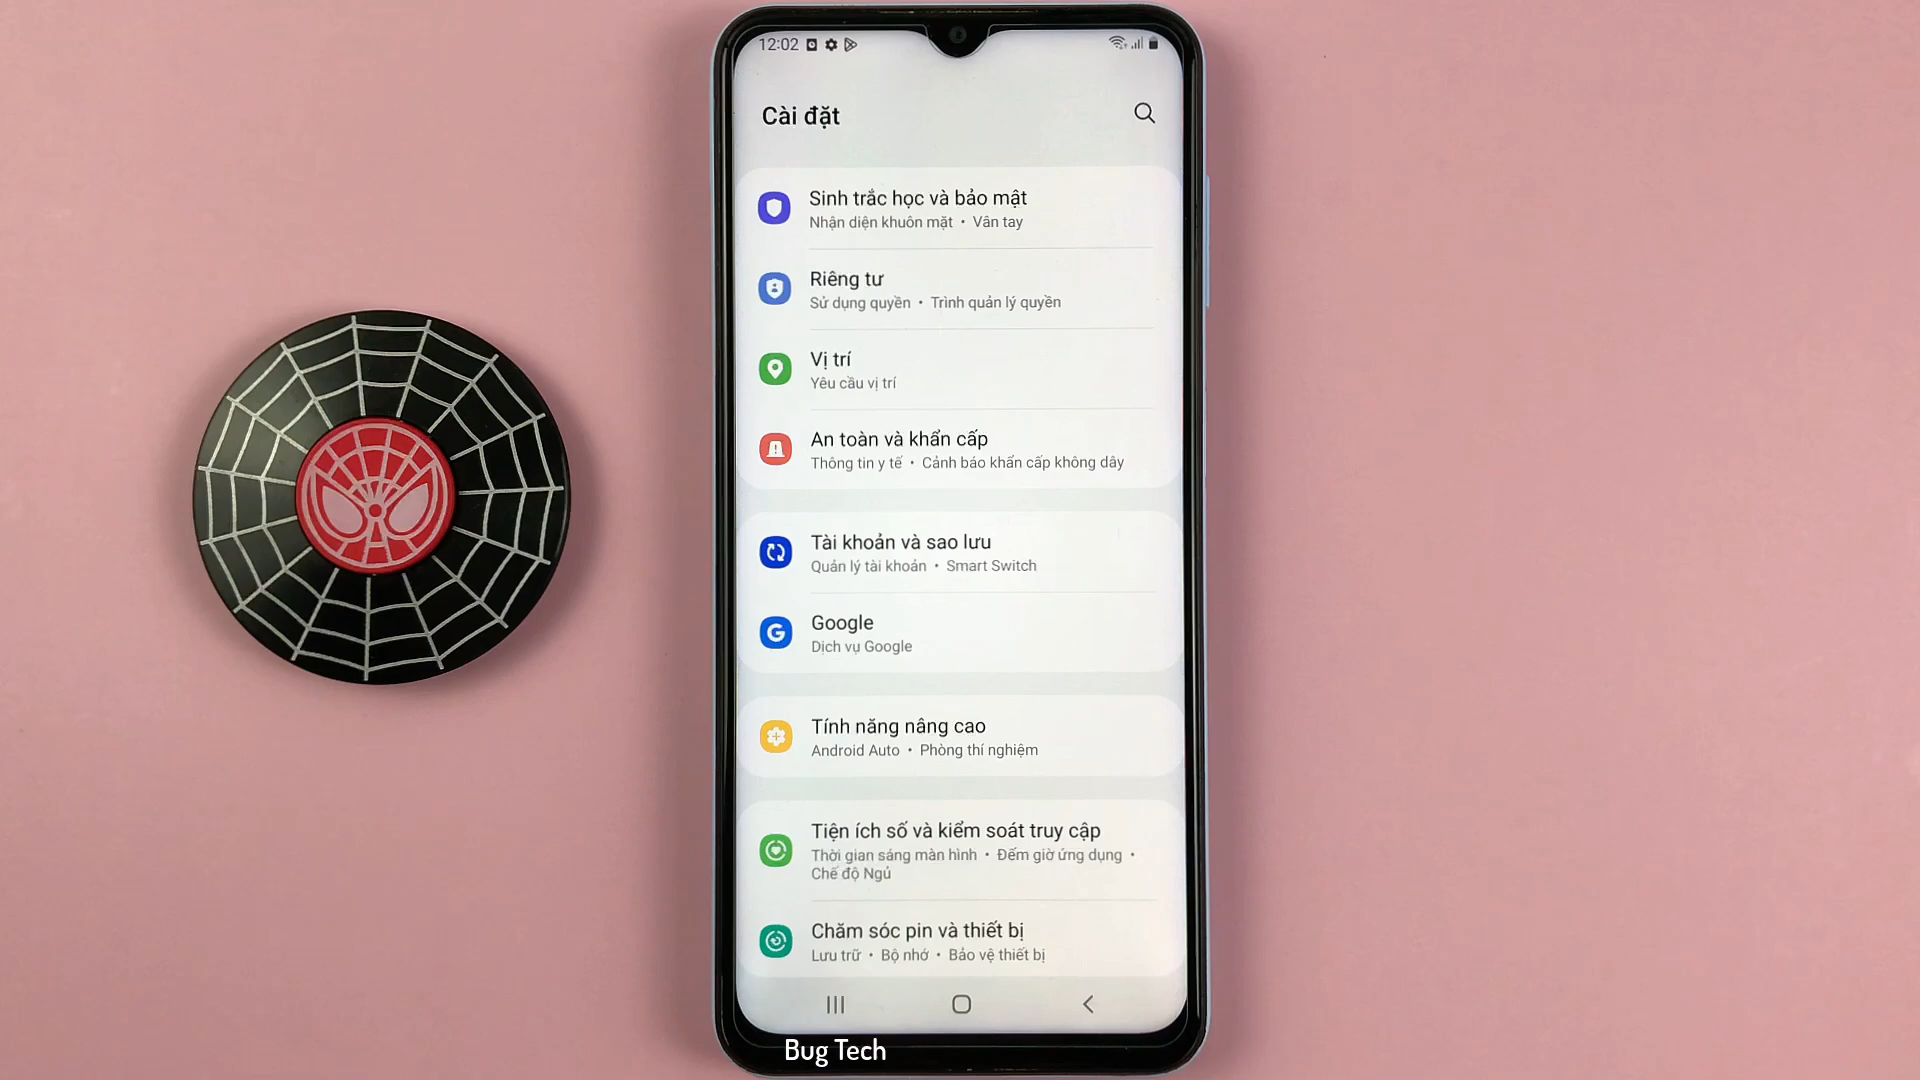 12:02
Cài đặt
Sinh trắc học và bảo mật
Nhận diện khuôn mặt • Vân tay
Riêng tư
Sử dụng quyền • Trình quản lý quyền
Vị trí
Yêu cầu vị trí
An toàn và khẩn cấp
Thông tin y tế • Cảnh báo khẩn cấp không dây
Tài khoản và sao lưu
Quản lý tài khoản • Smart Switch
Google
Dịch vụ Google
Tính năng nâng cao
Android Auto • Phòng thí nghiệm
Tiện ích số và kiểm soát truy cập
Thời gian sáng màn hình • Đếm giờ ứng dụng •
Chế độ Ngủ
Chăm sóc pin và thiết bị
Lưu trữ • Bộ nhớ • Bảo vệ thiết bị
Bug Tech